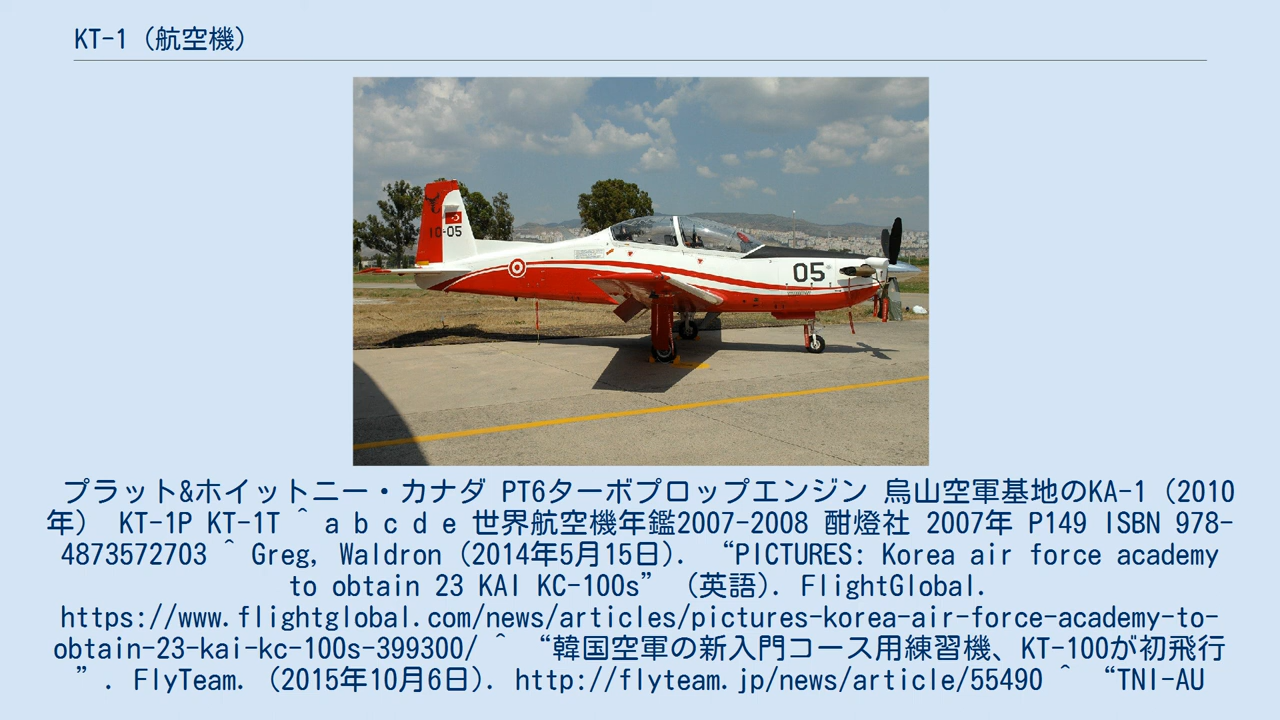 KT-1（航空機）
10-05
05
プラット&ホイットニー・カナダ PT6ターボプロップエンジン 烏山空軍基地のKA-1（2010
年） KT-1P KT-1T ^ a b c d e 世界航空機年鑑2007-2008 酣燈社 2007年 P149 ISBN 978-
4873572703 ^ Greg, Waldron (2014年5月15日). “PICTURES: Korea air force academy
to obtain 23 KAI KC-100s” （英語）. FlightGlobal.
https://www.flightglobal.com/news/articles/pictures-korea-air-force-academy-to-
obtain-23-kai-kc-100s-399300/ ^ “韓国空軍の新入門コース用練習機、KT-100が初飛行
”. FlyTeam. (2015年10月6日). http://flyteam.jp/news/article/55490 ^ “TNI-AU